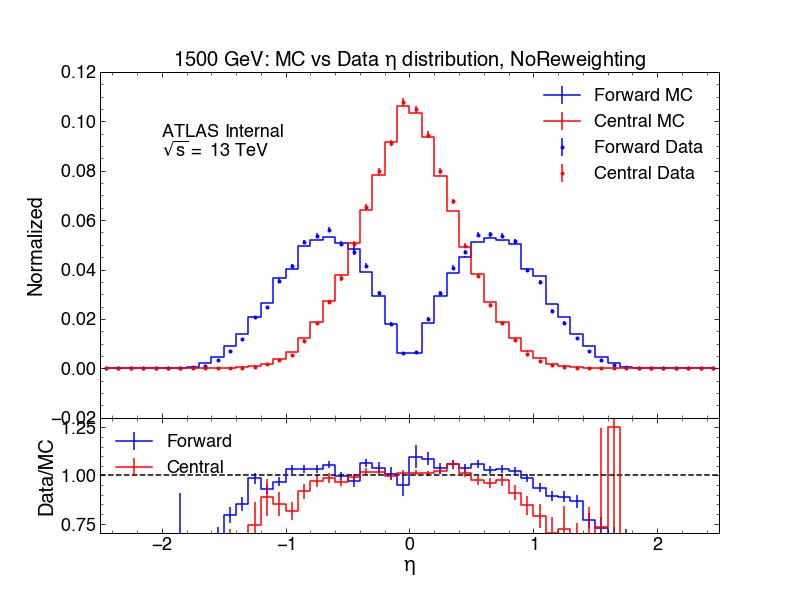 1500 GeV: MC vs Data η distribution, NoReweighting
0.12
0.10
0.08
0.06
0.04
0.02
0.00
−0.02
Normalized
ATLAS Internal
√s = 13 TeV
Forward MC
Central MC
Forward Data
Central Data
1.25
1.00
0.75
Data/MC
Forward
Central
−2 −1 0 1 2
η